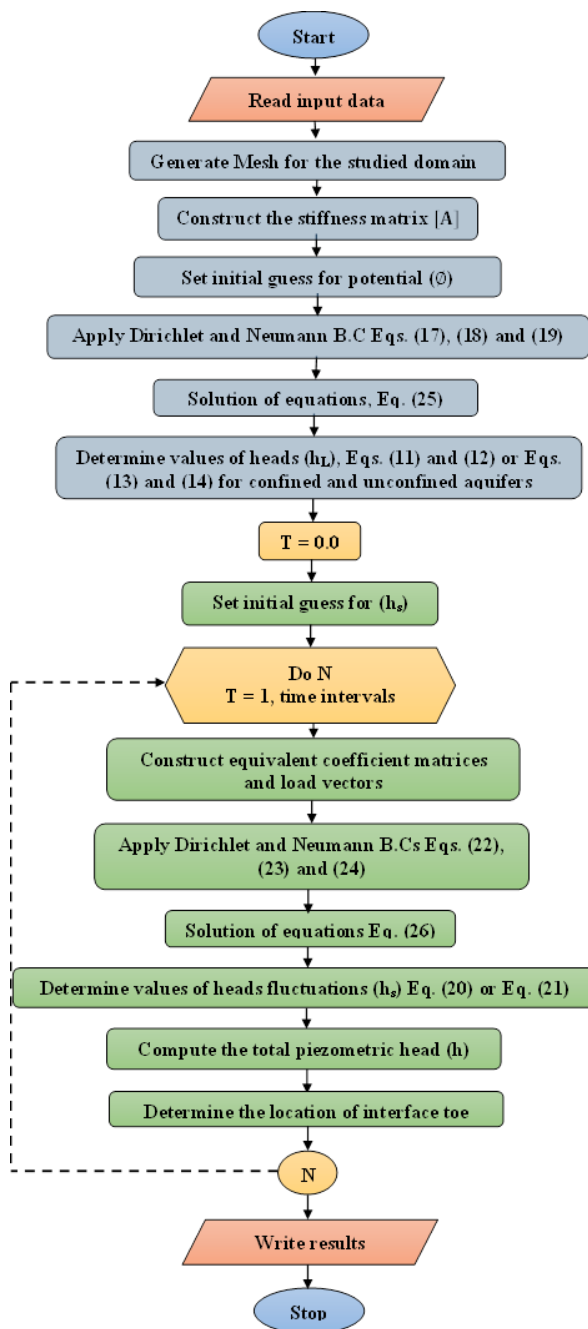 Start
Read input data
Generate Mesh for the studied domain
Construct the stiffness matrix [A]
Set initial guess for potential (Ø)
Apply Dirichlet and Neumann B.C Eqs. (17), (18) and (19)
Solution of equations, Eq. (25)
Determine values of heads (hL), Eqs. (11) and (12) or Eqs.
(13) and (14) for confined and unconfined aquifers
T = 0.0
Set initial guess for (hs)
Do N
T = 1, time intervals
Construct equivalent coefficient matrices
and load vectors
Apply Dirichlet and Neumann B.Cs Eqs. (22),
(23) and (24)
Solution of equations Eq. (26)
Determine values of heads fluctuations (hs) Eq. (20) or Eq. (21)
Compute the total piezometric head (h)
Determine the location of interface toe
N
Write results
Stop